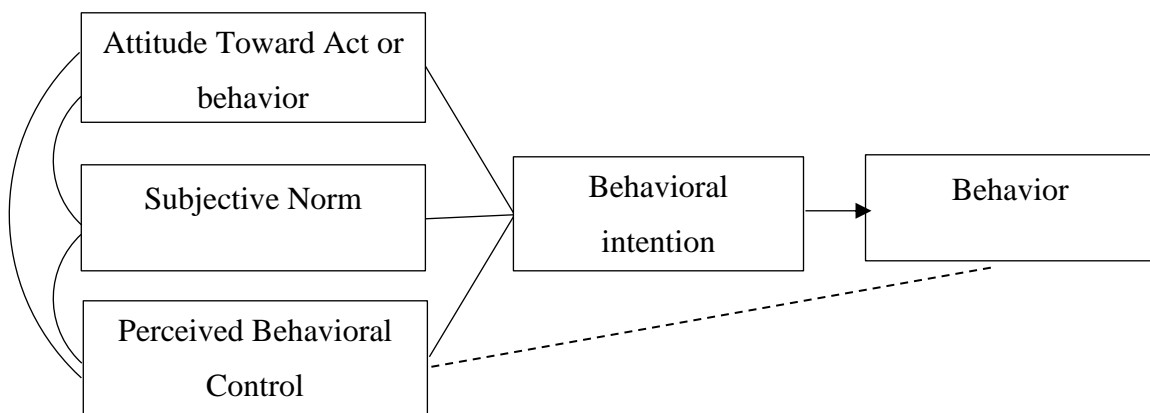 Attitude Toward Act or
behavior
Subjective Norm
Perceived Behavioral
Control
Behavioral
intention
Behavior